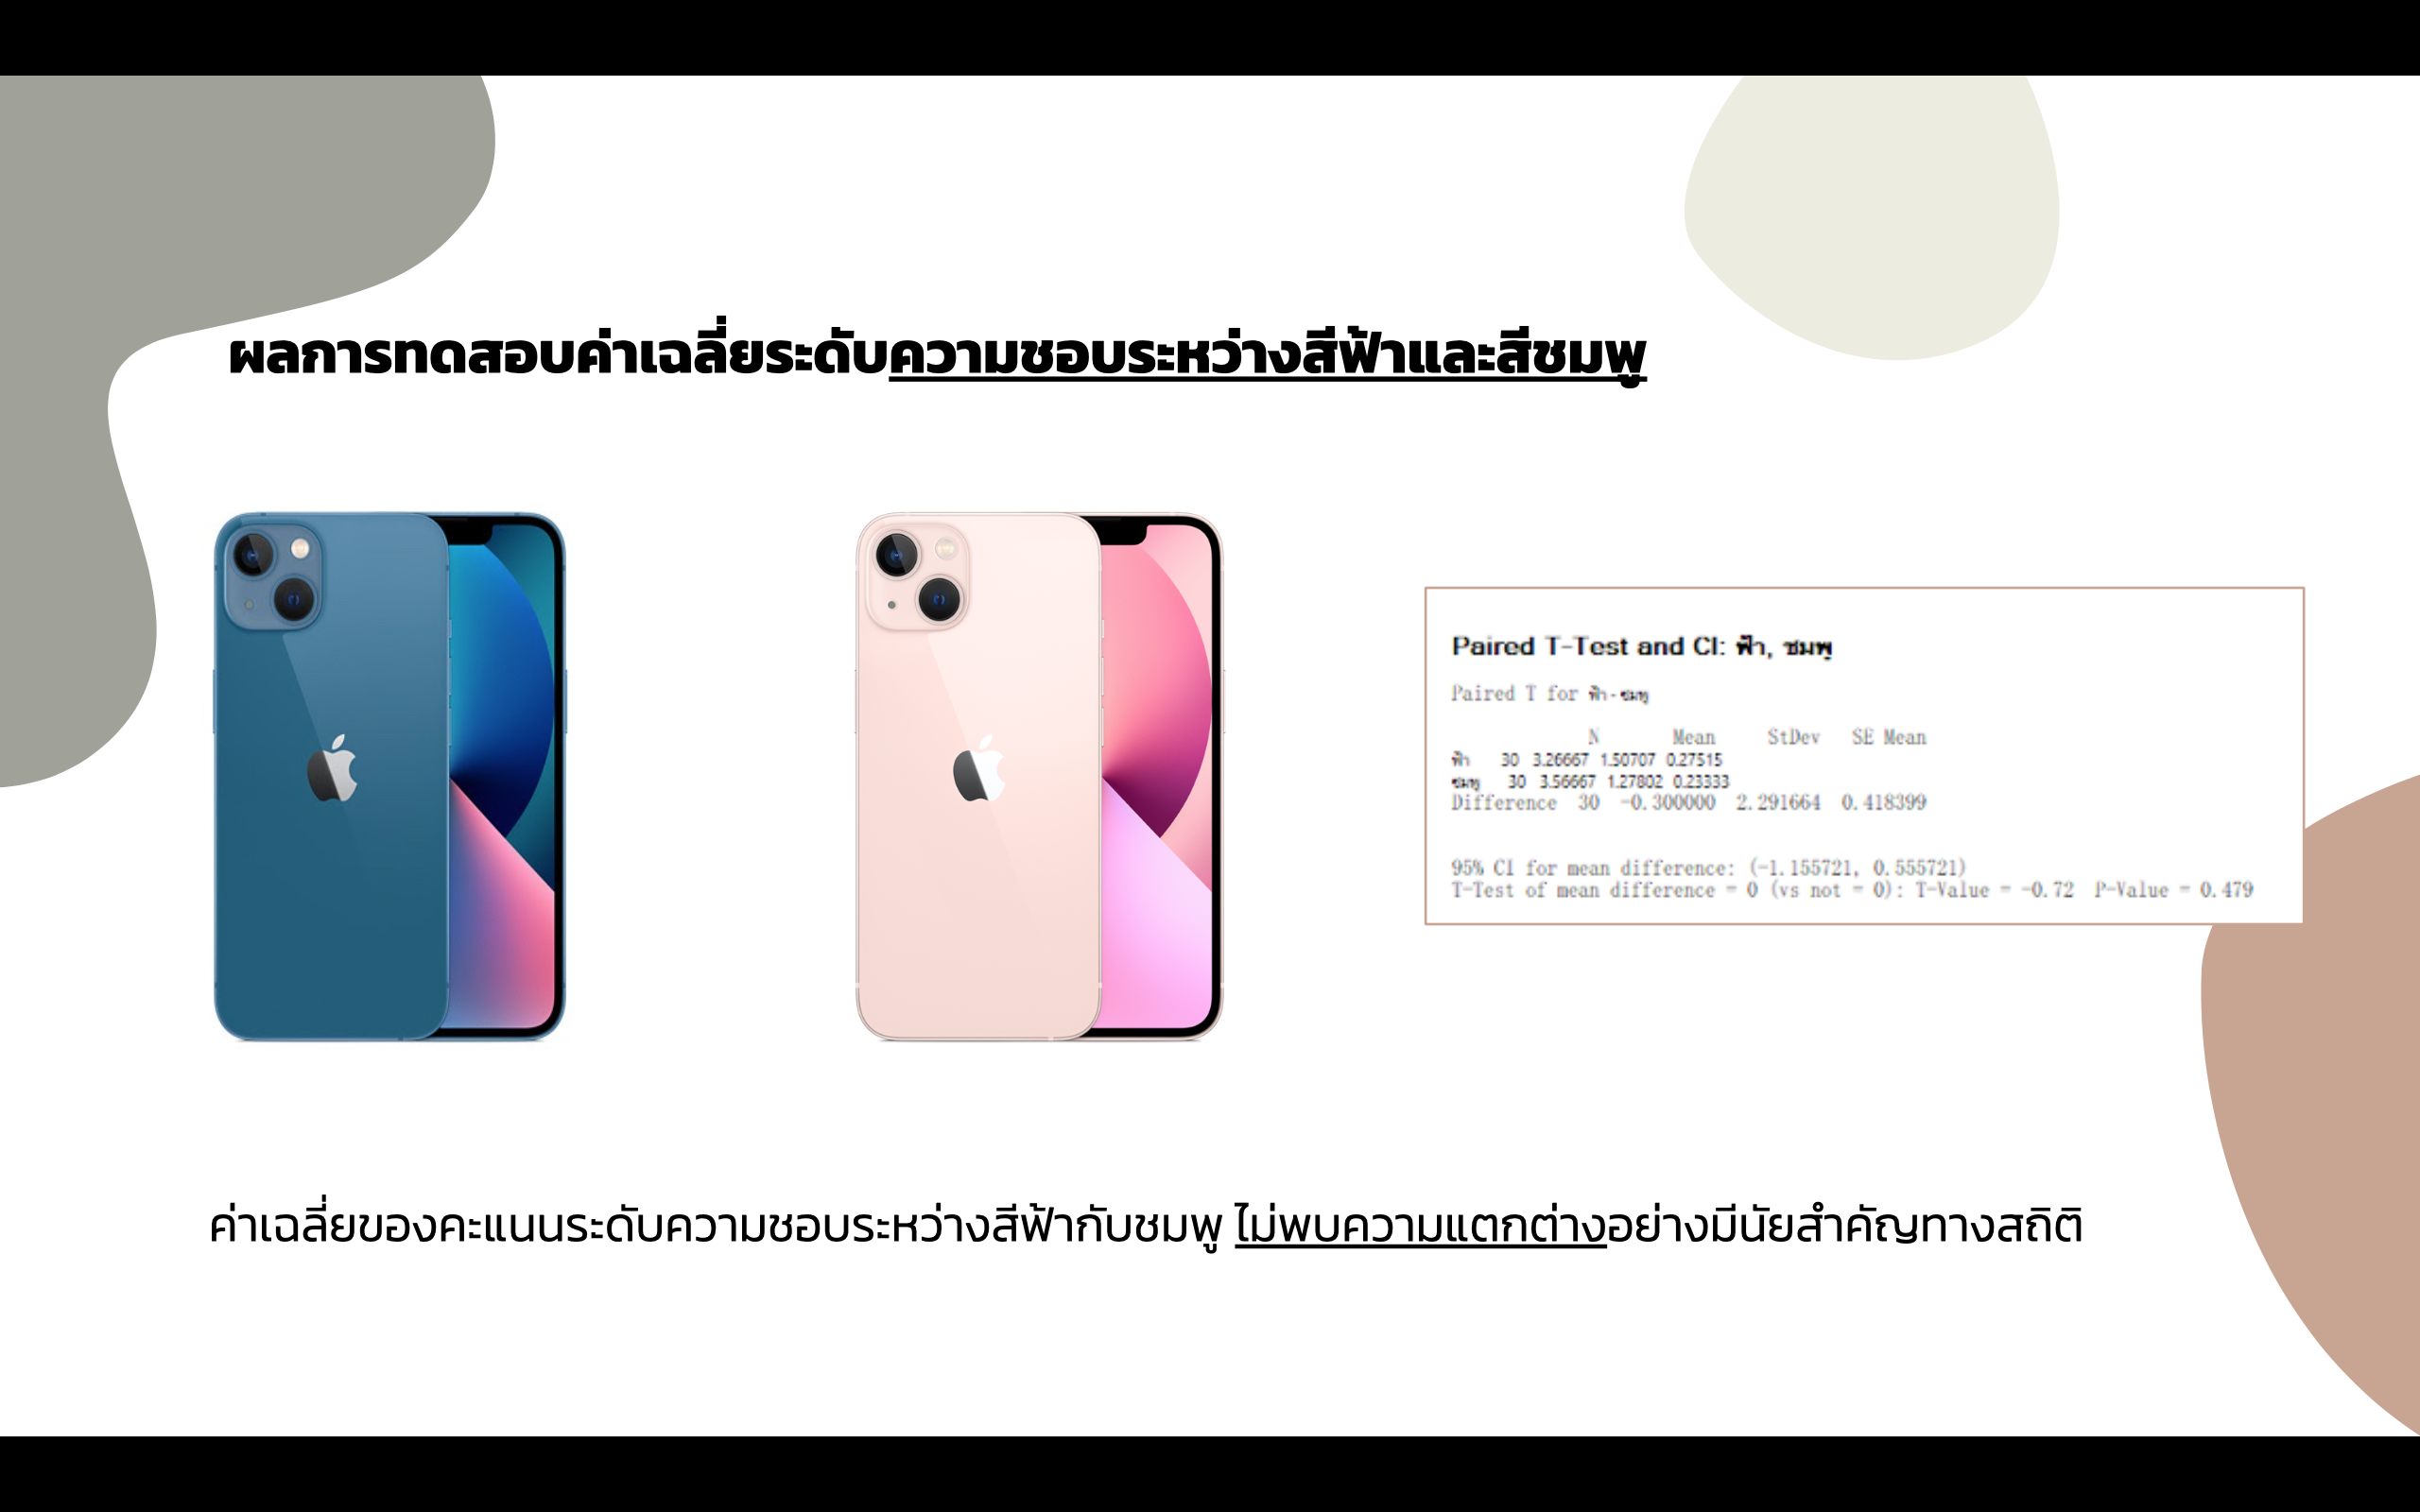 ผลการทดสอบค่าเฉลี่ยระดับความชอบระหว่างสีฟ้าและสีชมพู
Paired T-Test and CI: ฟ้า, ชมพู
Paired T for ฟ้า - ชมพู
N Mean StDev SE Mean
ฟ้า 30 3.26667 1.50707 0.27515
ชมพู 30 3.56667 1.27802 0.23333
Difference 30 -0.300000 2.291664 0.418399
95% CI for mean difference: (-1.155721, 0.555721)
T-Test of mean difference = 0 (vs not = 0): T-Value = -0.72 P-Value = 0.479
ค่าเฉลี่ยของคะแนนระดับความชอบระหว่างสีฟ้ากับชมพู ไม่พบความแตกต่างอย่างมีนัยสำคัญทางสถิติ